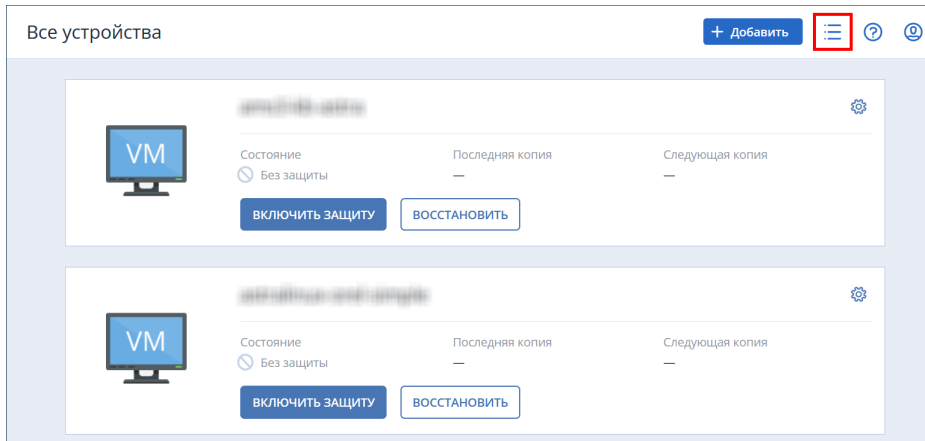 Все устройства
+ Добавить
VM
Состояние Последняя копия Следующая копия
Без защиты — —
ВКЛЮЧИТЬ ЗАЩИТУ ВОССТАНОВИТЬ
VM
Состояние Последняя копия Следующая копия
Без защиты — —
ВКЛЮЧИТЬ ЗАЩИТУ ВОССТАНОВИТЬ